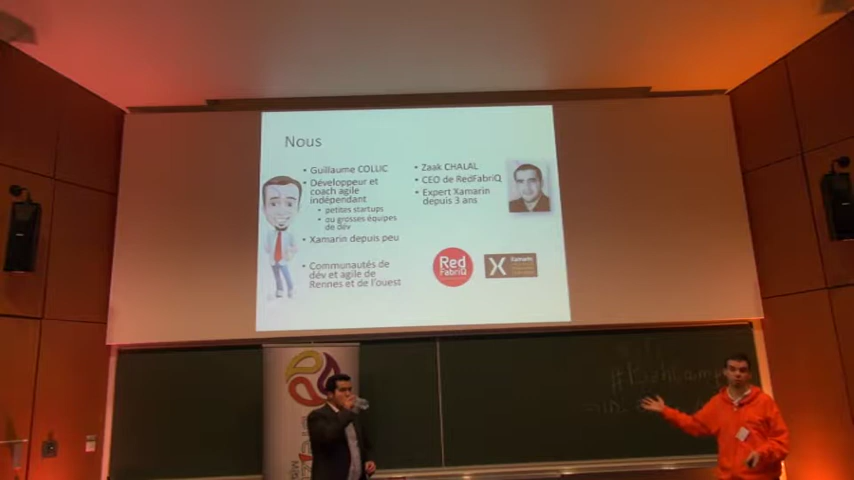 Nous
• Guillaume COLLIC
• Développeur et
coach agile
indépendant
• petites startups
• ou grosses équipes
de dév
• Xamarin depuis peu
• Communautés de
dév et agile de
Rennes et de l'ouest
• Zaak CHALAL
• CEO de RedFabriQ
• Expert Xamarin
depuis 3 ans
Red
FabriQ
Xamarin